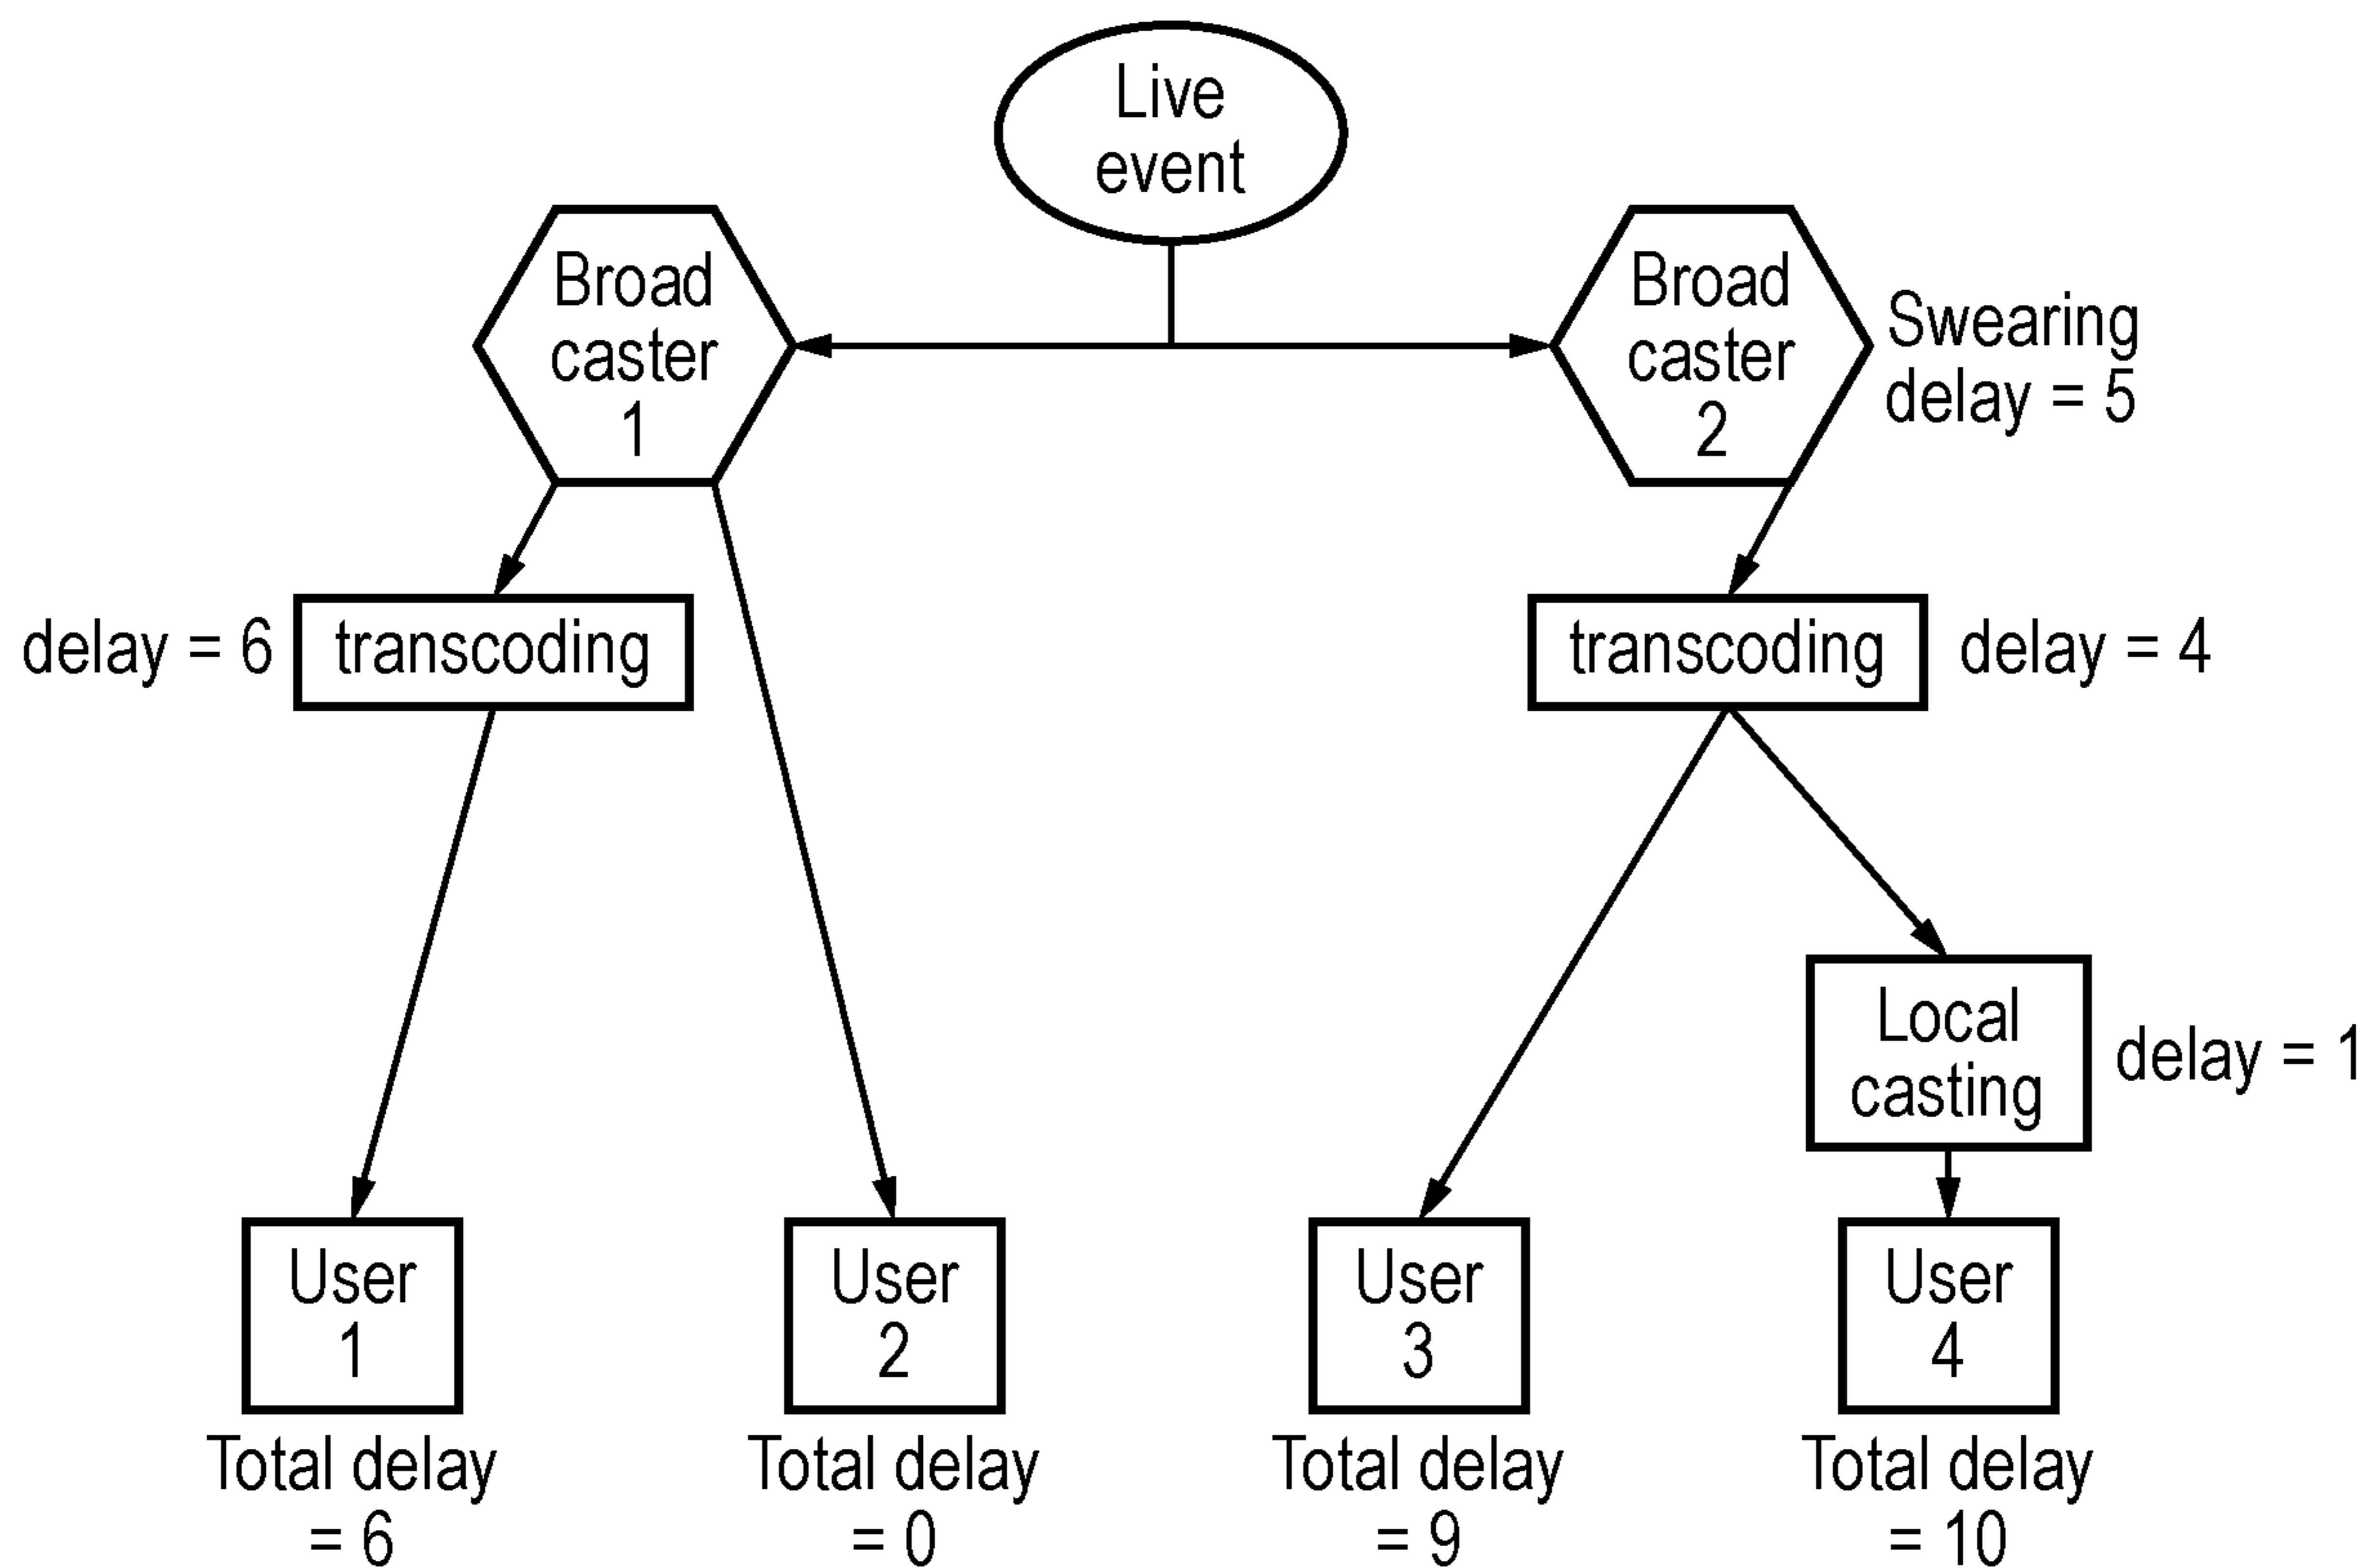 Live
event
Broad
caster
1
Broad
caster
2
Swearing
delay = 5
delay = 6
transcoding
transcoding
delay = 4
Local
casting
delay = 1
User
1
User
2
User
3
User
4
Total delay
= 6
Total delay
= 0
Total delay
= 9
Total delay
= 10